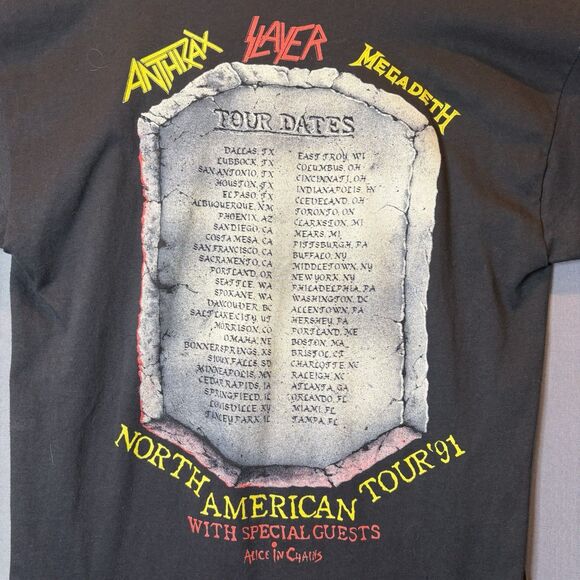 ANTHRAX
SLAYER
MEGADETH
TOUR DATES
DALLAS, TX
LUBBOCK, TX
SAN ANTONIO, TX
HOUSTON, TX
EL PASO, TX
ALBUQUERQUE, NM
PHOENIX, AZ
SAN DIEGO, CA
COSTA MESA, CA
SAN FRANCISCO, CA
SACRAMENTO, CA
PORTLAND, OR
SEATTLE, WA
SPOKANE, WA
VANCOUVER, BC
SALT LAKE CITY, UT
MORRISON, CO
OMAHA, NE
BONNER SPRINGS, KS
SIOUX FALLS, SD
MINNEAPOLIS, MN
CEDAR RAPIDS, IA
SPRINGFIELD, IL
LOUISVILLE, KY
TINLEY PARK, IL
EAST TROY, WI
COLUMBUS, OH
CINCINNATI, OH
INDIANAPOLIS, IN
CLEVELAND, OH
TORONTO, ON
CLARKSTON, MI
MEARS, MI
PITTSBURGH, PA
BUFFALO, NY
MIDDLETOWN, NY
NEW YORK, NY
PHILADELPHIA, PA
WASHINGTON, DC
ALLENTOWN, PA
HERSHEY, PA
PORTLAND, ME
BOSTON, MA
BRISTOL, CT
CHARLOTTE, NC
RALEIGH, NC
ATLANTA, GA
ORLANDO, FL
MIAMI, FL
TAMPA, FL
NORTH AMERICAN TOUR '91
WITH SPECIAL GUESTS
ALICE IN CHAINS